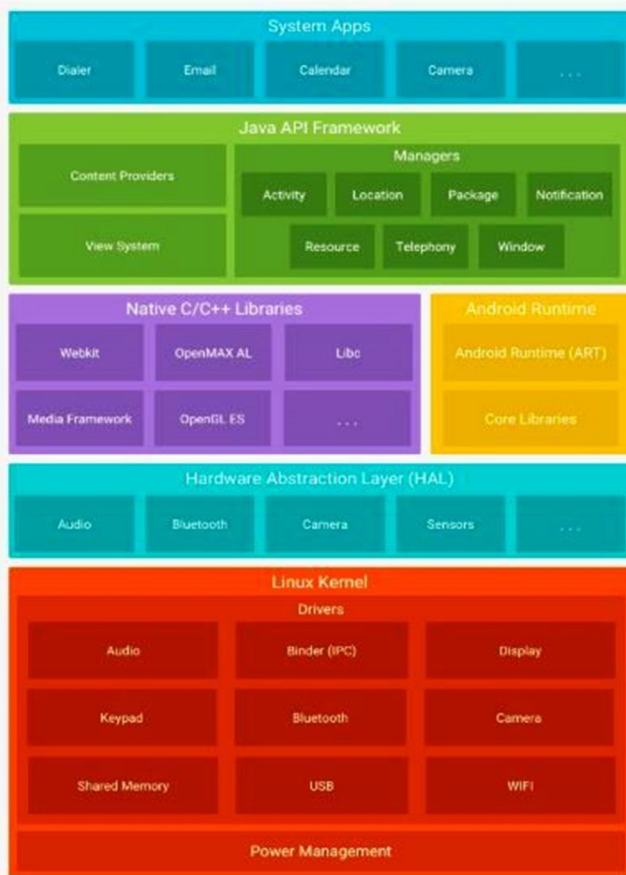 System Apps
Dialer
Email
Calendar
Camera
. . .
Java API Framework
Content Providers
View System
Managers
Activity
Location
Package
Notification
Resource
Telephony
Window
Native C/C++ Libraries
Webkit
OpenMAX AL
Libc
Media Framework
OpenGL ES
. . .
Android Runtime
Android Runtime (ART)
Core Libraries
Hardware Abstraction Layer (HAL)
Audio
Bluetooth
Camera
Sensors
. . .
Linux Kernel
Drivers
Audio
Binder (IPC)
Display
Keypad
Bluetooth
Camera
Shared Memory
USB
WIFI
Power Management